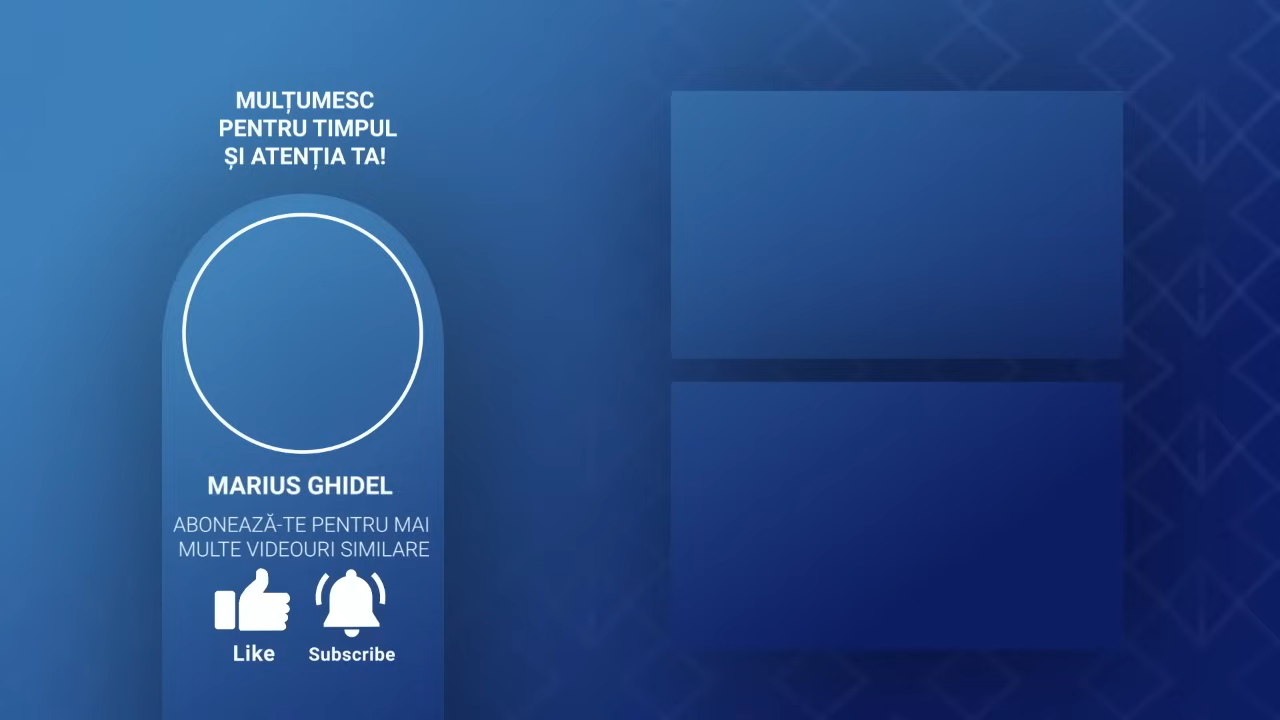 MULȚUMESC
PENTRU TIMPUL
ȘI ATENȚIA TA!
MARIUS GHIDEL
ABONEAZĂ-TE PENTRU MAI
MULTE VIDEOURI SIMILARE
Like
Subscribe